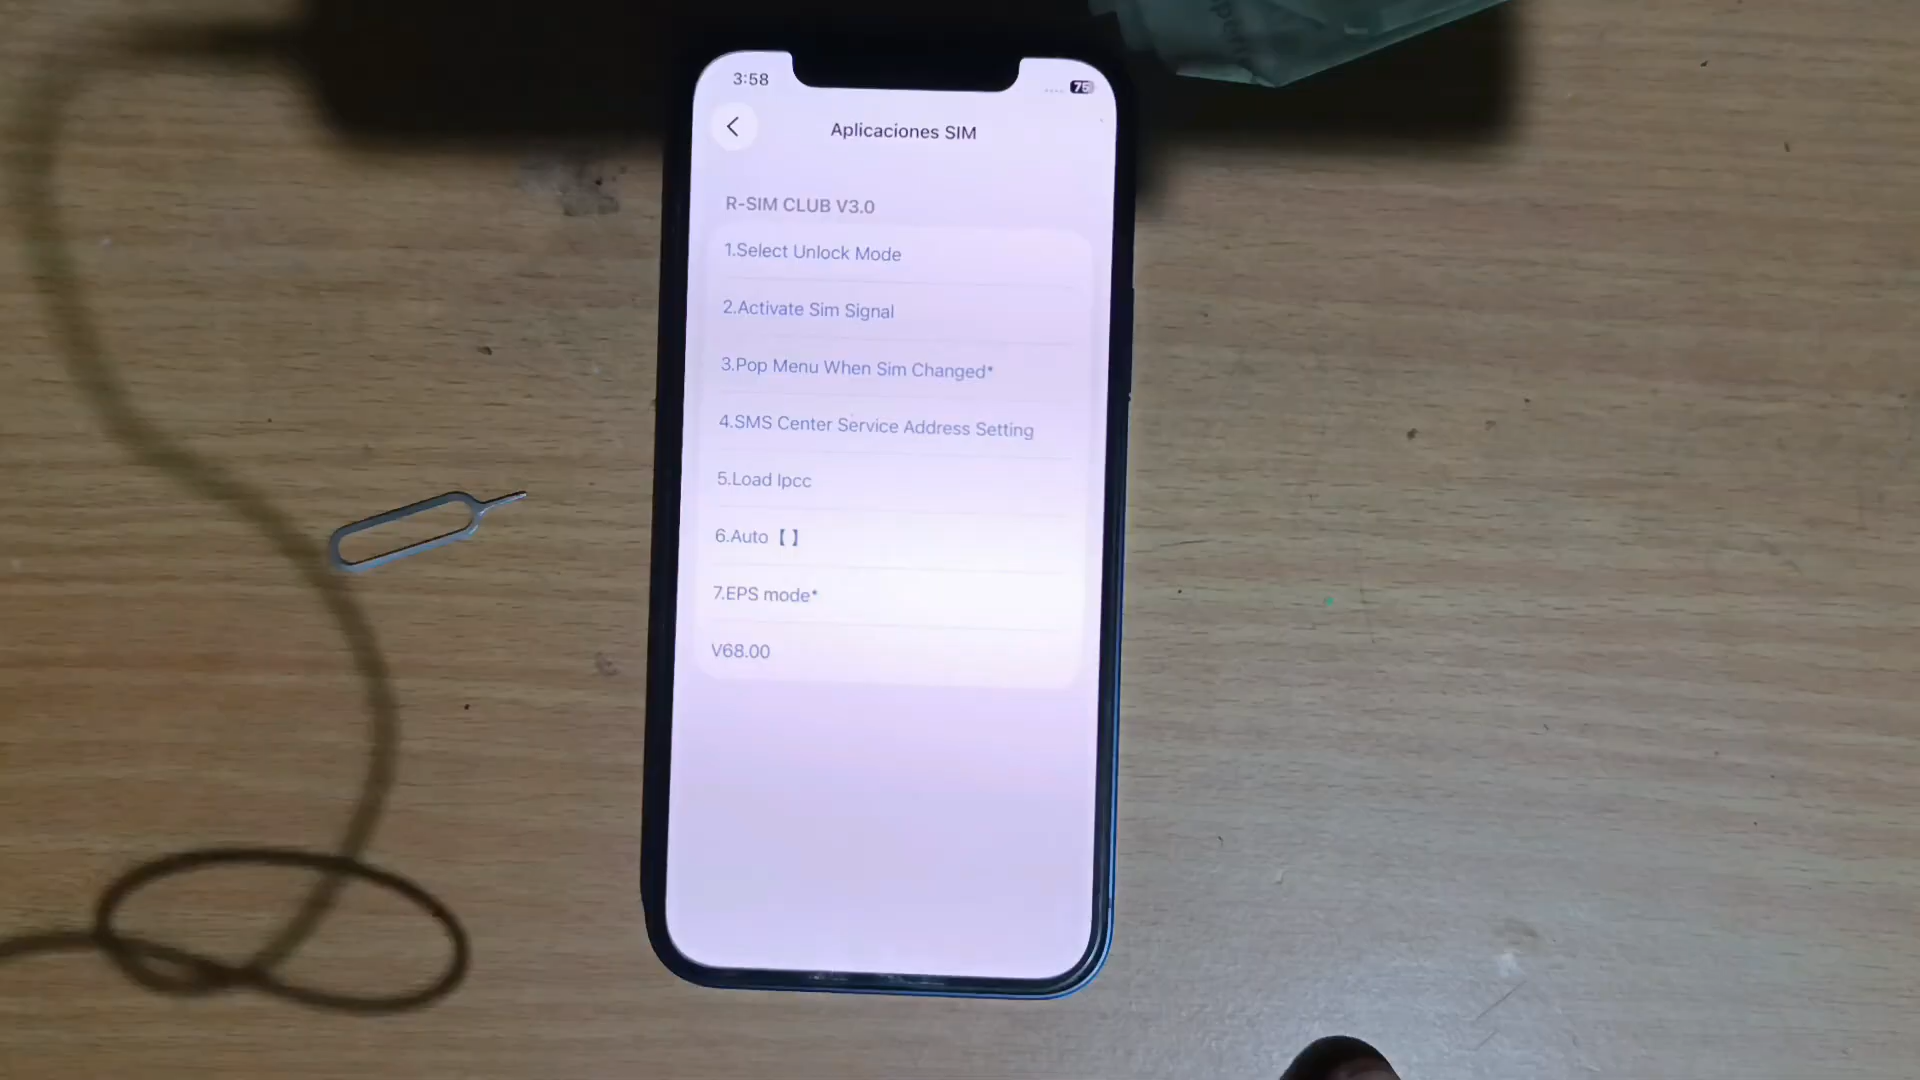 3:58
75
Aplicaciones SIM
R-SIM CLUB V3.0
1.Select Unlock Mode
2.Activate Sim Signal
3.Pop Menu When Sim Changed*
4.SMS Center Service Address Setting
5.Load Ipcc
6.Auto【 】
7.EPS mode*
V68.00